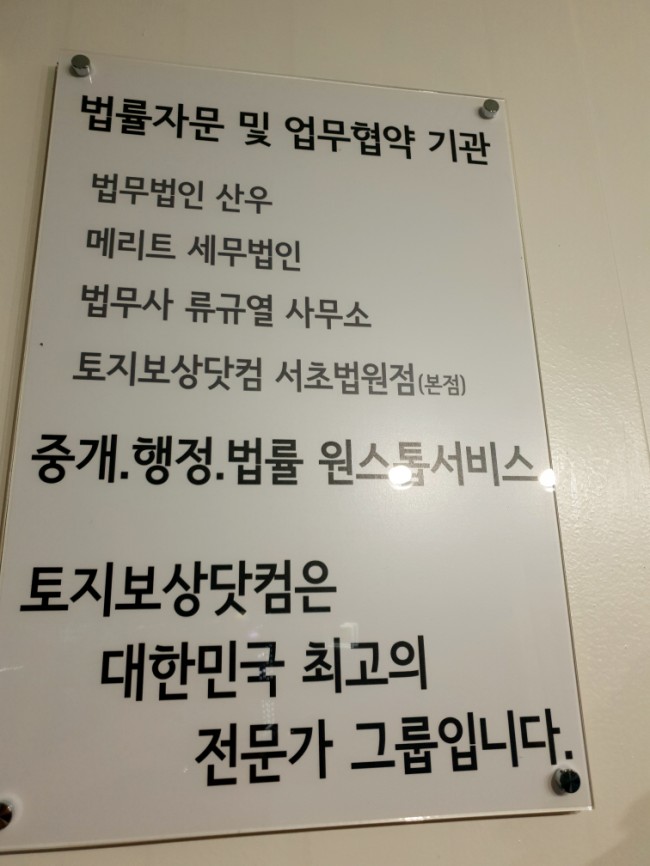 법률자문 및 업무협약 기관
법무법인 산우
메리트 세무법인
법무사 류규열 사무소
토지보상닷컴 서초법원점(본점)
중개.행정.법률 원스톱서비스
토지보상닷컴은
대한민국 최고의
전문가 그룹입니다.